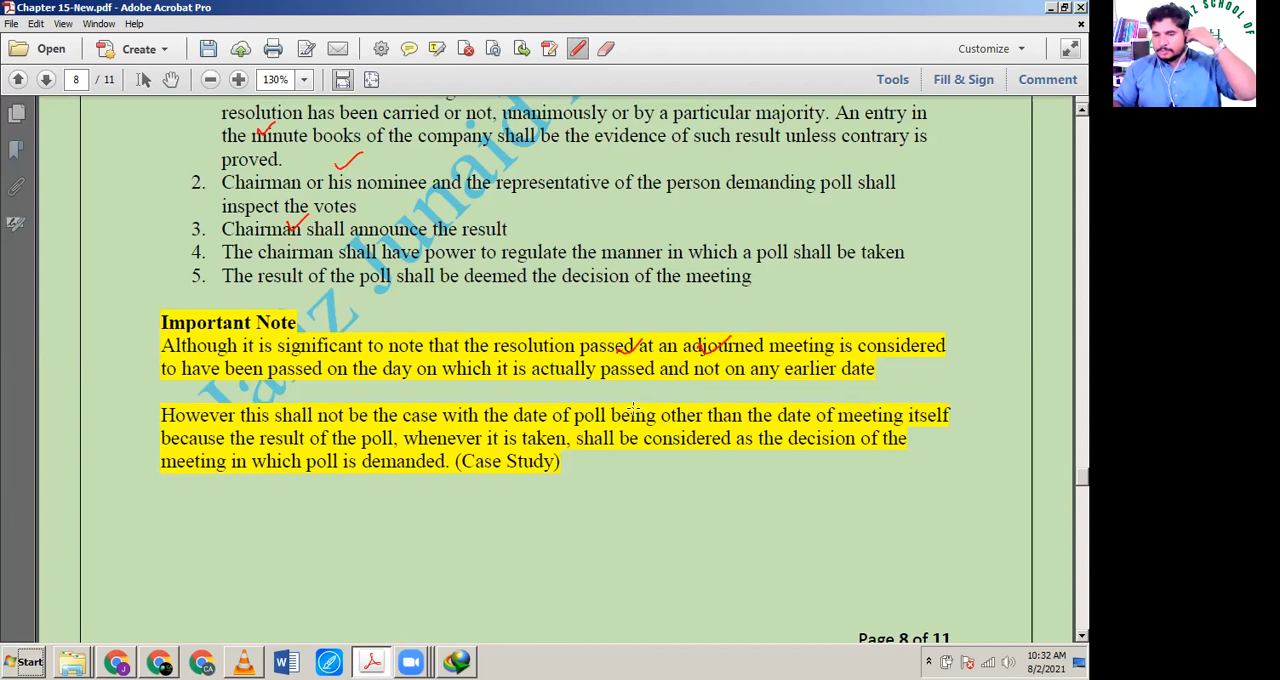 Chapter 15-New.pdf - Adobe Acrobat Pro
File Edit View Window Help
Open Create Customize
8 / 11 130% Tools Fill & Sign Comment
resolution has been carried or not, unanimously or by a particular majority. An entry in
the minute books of the company shall be the evidence of such result unless contrary is
proved.
2. Chairman or his nominee and the representative of the person demanding poll shall
inspect the votes
3. Chairman shall announce the result
4. The chairman shall have power to regulate the manner in which a poll shall be taken
5. The result of the poll shall be deemed the decision of the meeting
Important Note
Although it is significant to note that the resolution passed at an adjourned meeting is considered
to have been passed on the day on which it is actually passed and not on any earlier date
However this shall not be the case with the date of poll being other than the date of meeting itself
because the result of the poll, whenever it is taken, shall be considered as the decision of the
meeting in which poll is demanded. (Case Study)
Page 8 of 11
Start
10:32 AM
8/2/2021
SCHOOL OF